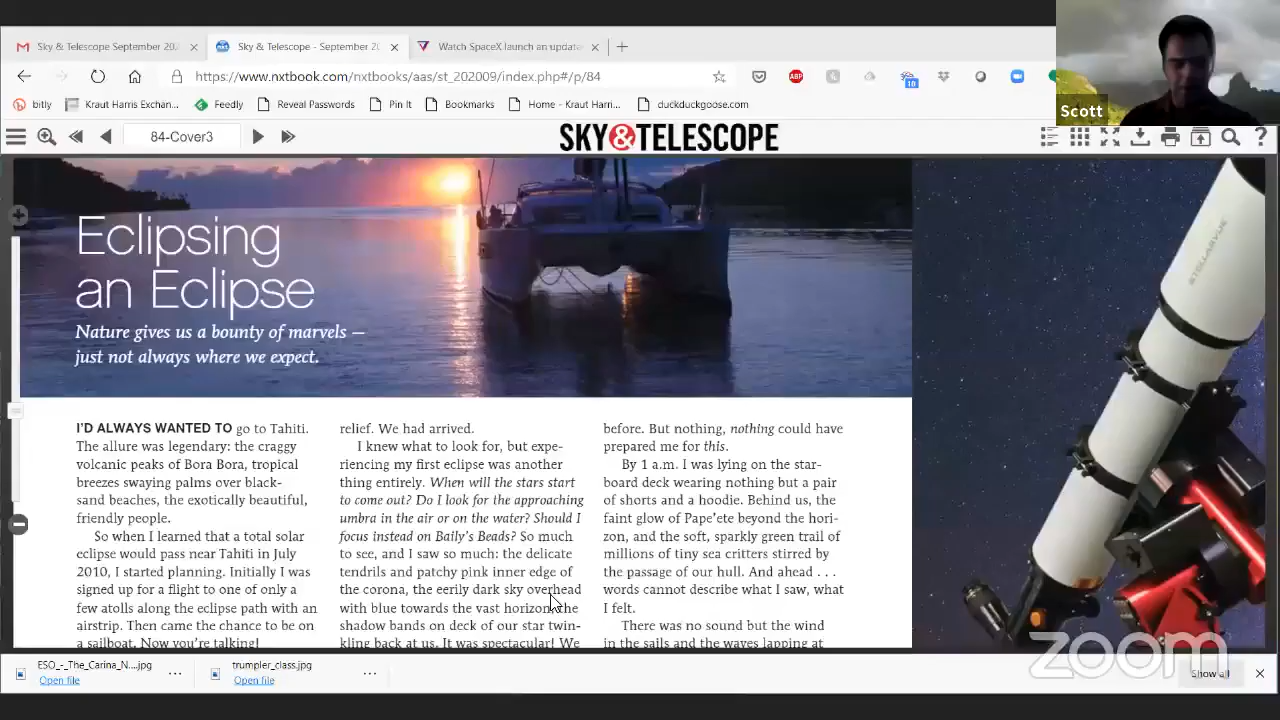 Sky & Telescope September 202
Sky & Telescope - September 20
Watch SpaceX launch an update
https://www.nxtbook.com/nxtbooks/aas/st_202009/index.php#/p/84
ABP
10
bitly
Kraut Harris Exchan...
Feedly
Reveal Passwords
Pin It
Bookmarks
Home - Kraut Harri...
duckduckgoose.com
Scott
84-Cover3
SKY&TELESCOPE
Eclipsing
an Eclipse
Nature gives us a bounty of marvels —
just not always where we expect.
STELLARVUE
I'D ALWAYS WANTED TO go to Tahiti.
The allure was legendary: the craggy
volcanic peaks of Bora Bora, tropical
breezes swaying palms over black-
sand beaches, the exotically beautiful,
friendly people.
So when I learned that a total solar
eclipse would pass near Tahiti in July
2010, I started planning. Initially I was
signed up for a flight to one of only a
few atolls along the eclipse path with an
airstrip. Then came the chance to be on
a sailboat. Now you're talking!
relief. We had arrived.
I knew what to look for, but expe-
riencing my first eclipse was another
thing entirely. When will the stars start
to come out? Do I look for the approaching
umbra in the air or on the water? Should I
focus instead on Baily's Beads? So much
to see, and I saw so much: the delicate
tendrils and patchy pink inner edge of
the corona, the eerily dark sky overhead
with blue towards the vast horizon, the
shadow bands on deck of our star twin-
kling back at us. It was spectacular! We
before. But nothing, nothing could have
prepared me for this.
By 1 a.m. I was lying on the star-
board deck wearing nothing but a pair
of shorts and a hoodie. Behind us, the
faint glow of Pape'ete beyond the hori-
zon, and the soft, sparkly green trail of
millions of tiny sea critters stirred by
the passage of our hull. And ahead . . .
words cannot describe what I saw, what
I felt.
There was no sound but the wind
in the sails and the waves lapping at
zoom
ESO_-_The_Carina_N....jpg
Open file
trumpler_class.jpg
Open file
Show all